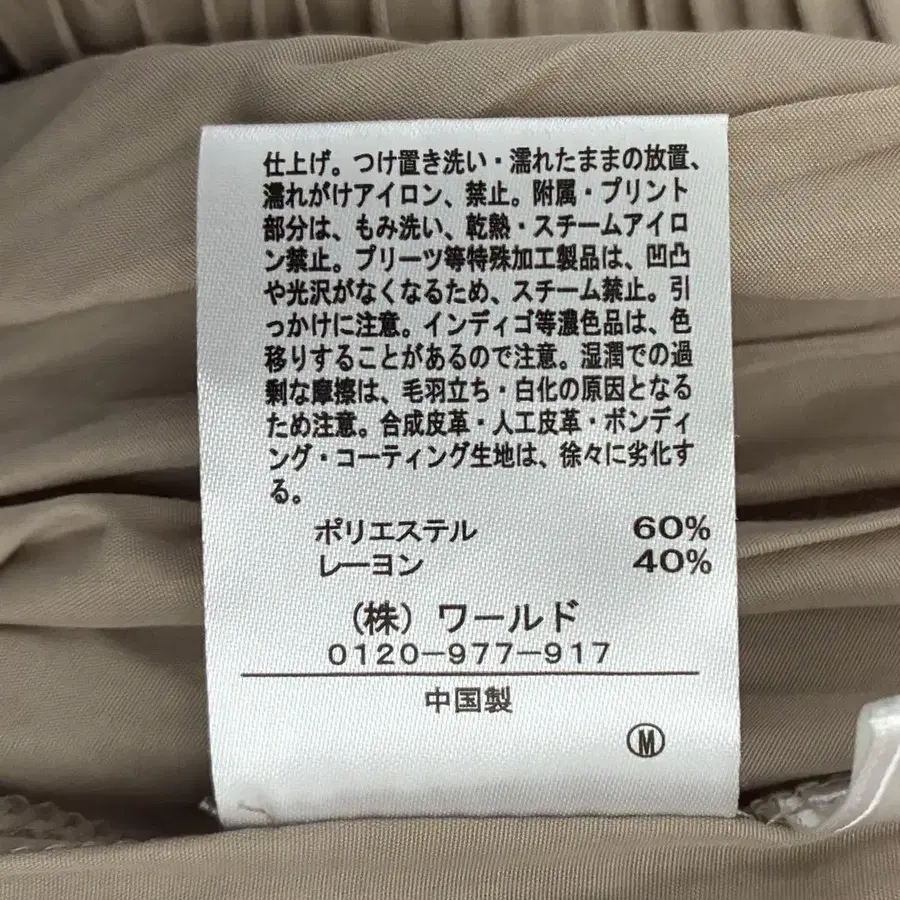 仕上げ。つけ置き洗い・濡れたままの放置、
濡れがけアイロン、禁止。附属・プリント
部分は、もみ洗い、乾熱・スチームアイロ
ン禁止。プリーツ等特殊加工製品は、凹凸
や光沢がなくなるため、スチーム禁止。引
っかけに注意。インディゴ等濃色品は、色
移りすることがあるので注意。湿潤での過
剰な摩擦は、毛羽立ち・白化の原因となる
ため注意。合成皮革・人工皮革・ボンディ
ング・コーティング生地は、徐々に劣化す
る。
ポリエステル 60%
レーヨン 40%
(株) ワールド
0120-977-917
中国製
Ⓜ